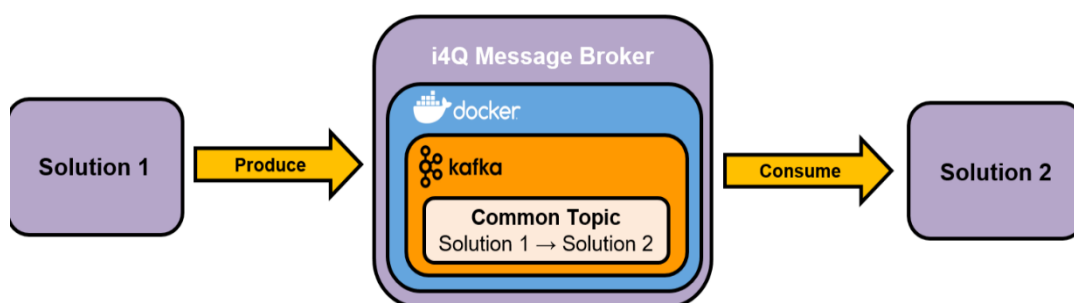 i4Q Message Broker
docker
Solution 1
Produce
kafka
Consume
Solution 2
Common Topic
Solution 1 → Solution 2